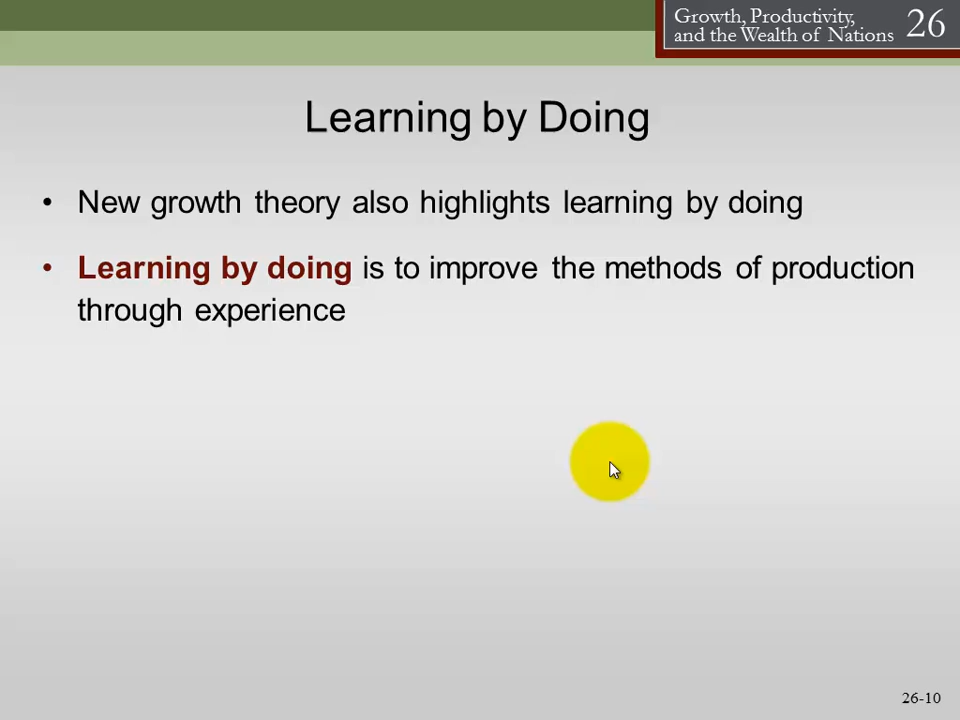 Growth, Productivity,
and the Wealth of Nations
26
Learning by Doing
• New growth theory also highlights learning by doing
• Learning by doing is to improve the methods of production
through experience
26-10